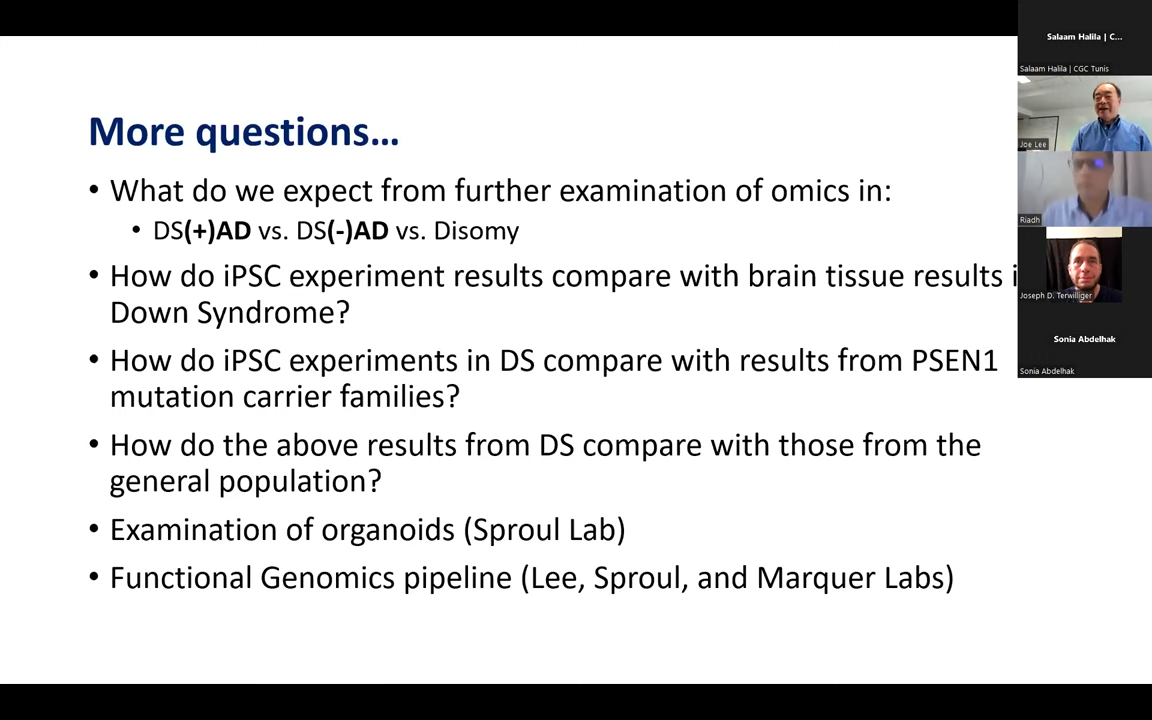 More questions…
• What do we expect from further examination of omics in:
• DS(+)AD vs. DS(-)AD vs. Disomy
• How do iPSC experiment results compare with brain tissue results i
Down Syndrome?
• How do iPSC experiments in DS compare with results from PSEN1
mutation carrier families?
• How do the above results from DS compare with those from the
general population?
• Examination of organoids (Sproul Lab)
• Functional Genomics pipeline (Lee, Sproul, and Marquer Labs)
Salaam Halila | C...
Salaam Halila | CGC Tunis
Joe Lee
Riadh
Joseph D. Terwilliger
Sonia Abdelhak
Sonia Abdelhak